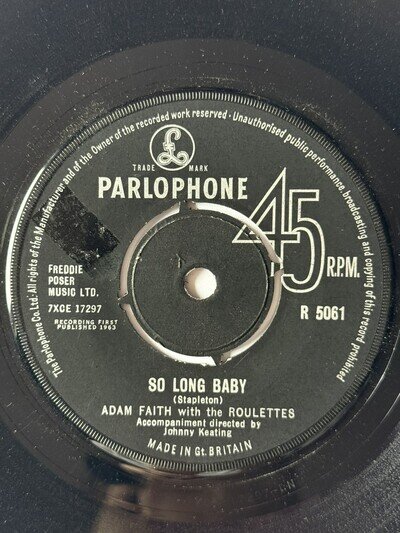 The Parlophone Co.Ltd: All rights of the Manufacturer and of the Owner of the recorded work reserved · Unauthorised public performance, broadcasting and copying of this record prohibited
£
TRADE MARK
PARLOPHONE
45 R.P.M.
FREDDIE
POSER
MUSIC LTD.
7XCE 17297
RECORDING FIRST
PUBLISHED 1963
R 5061
SO LONG BABY
(Stapleton)
ADAM FAITH with the ROULETTES
Accompaniment directed by
Johnny Keating
MADE IN Gt. BRITAIN